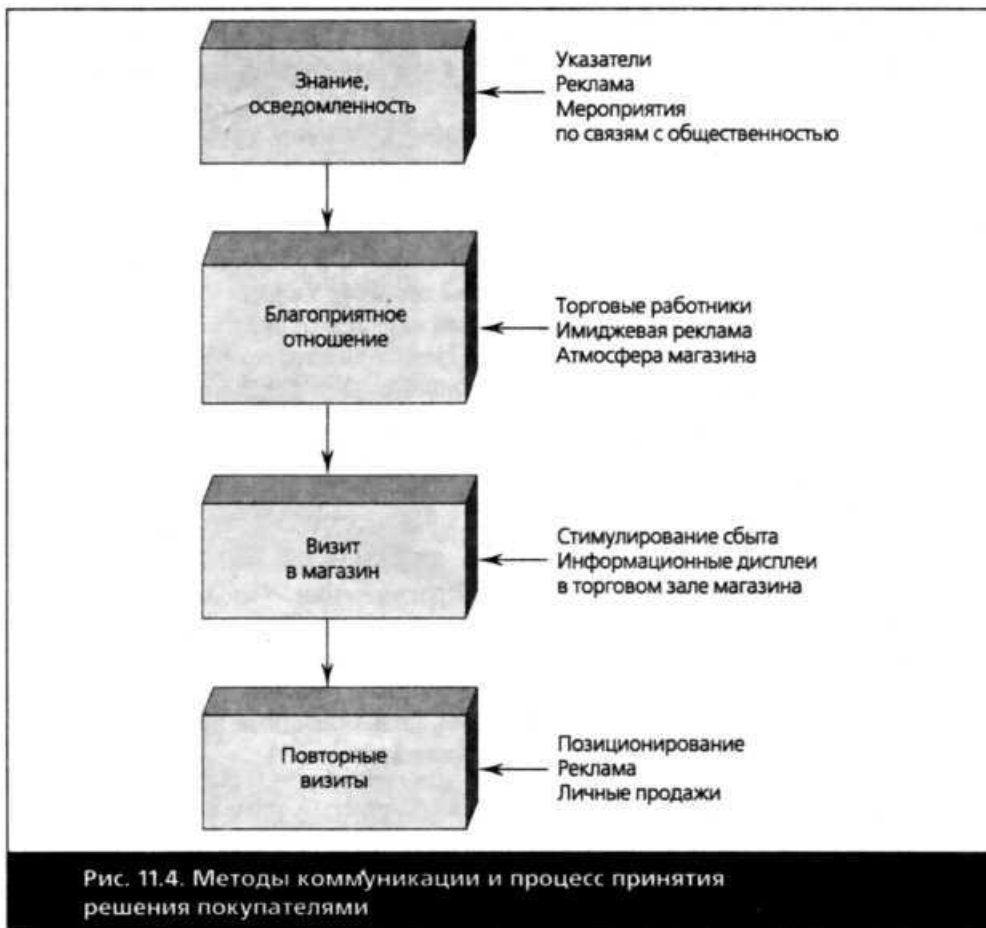 Знание,
осведомленность
Указатели
Реклама
Мероприятия
по связям с общественностью
Благоприятное
отношение
Торговые работники
Имиджевая реклама
Атмосфера магазина
Визит
в магазин
Стимулирование сбыта
Информационные дисплеи
в торговом зале магазина
Повторные
визиты
Позиционирование
Реклама
Личные продажи
Рис. 11.4. Методы коммуникации и процесс принятия
решения покупателями